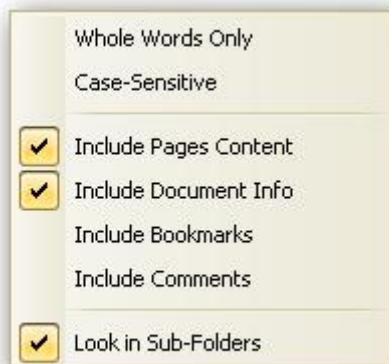 Whole Words Only
Case-Sensitive
Include Pages Content
Include Document Info
Include Bookmarks
Include Comments
Look in Sub-Folders